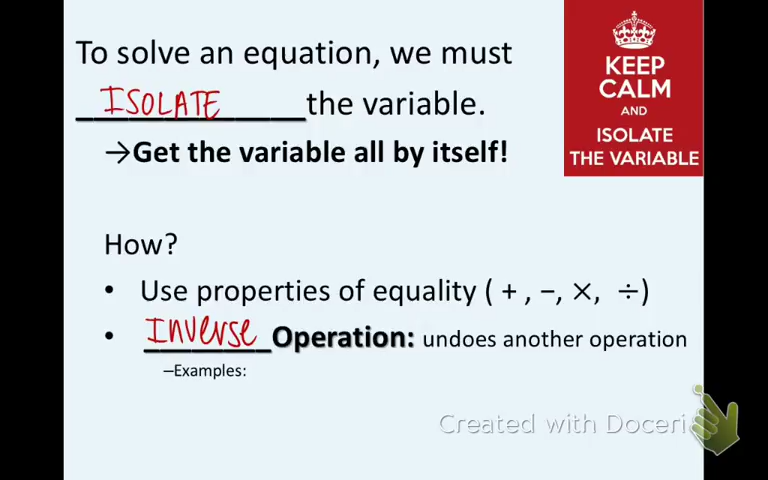 To solve an equation, we must
ISOLATE the variable.
→Get the variable all by itself!
KEEP
CALM
AND
ISOLATE
THE VARIABLE
How?
• Use properties of equality ( + , −, ×, ÷)
• Inverse Operation: undoes another operation
–Examples:
Created with Doceri